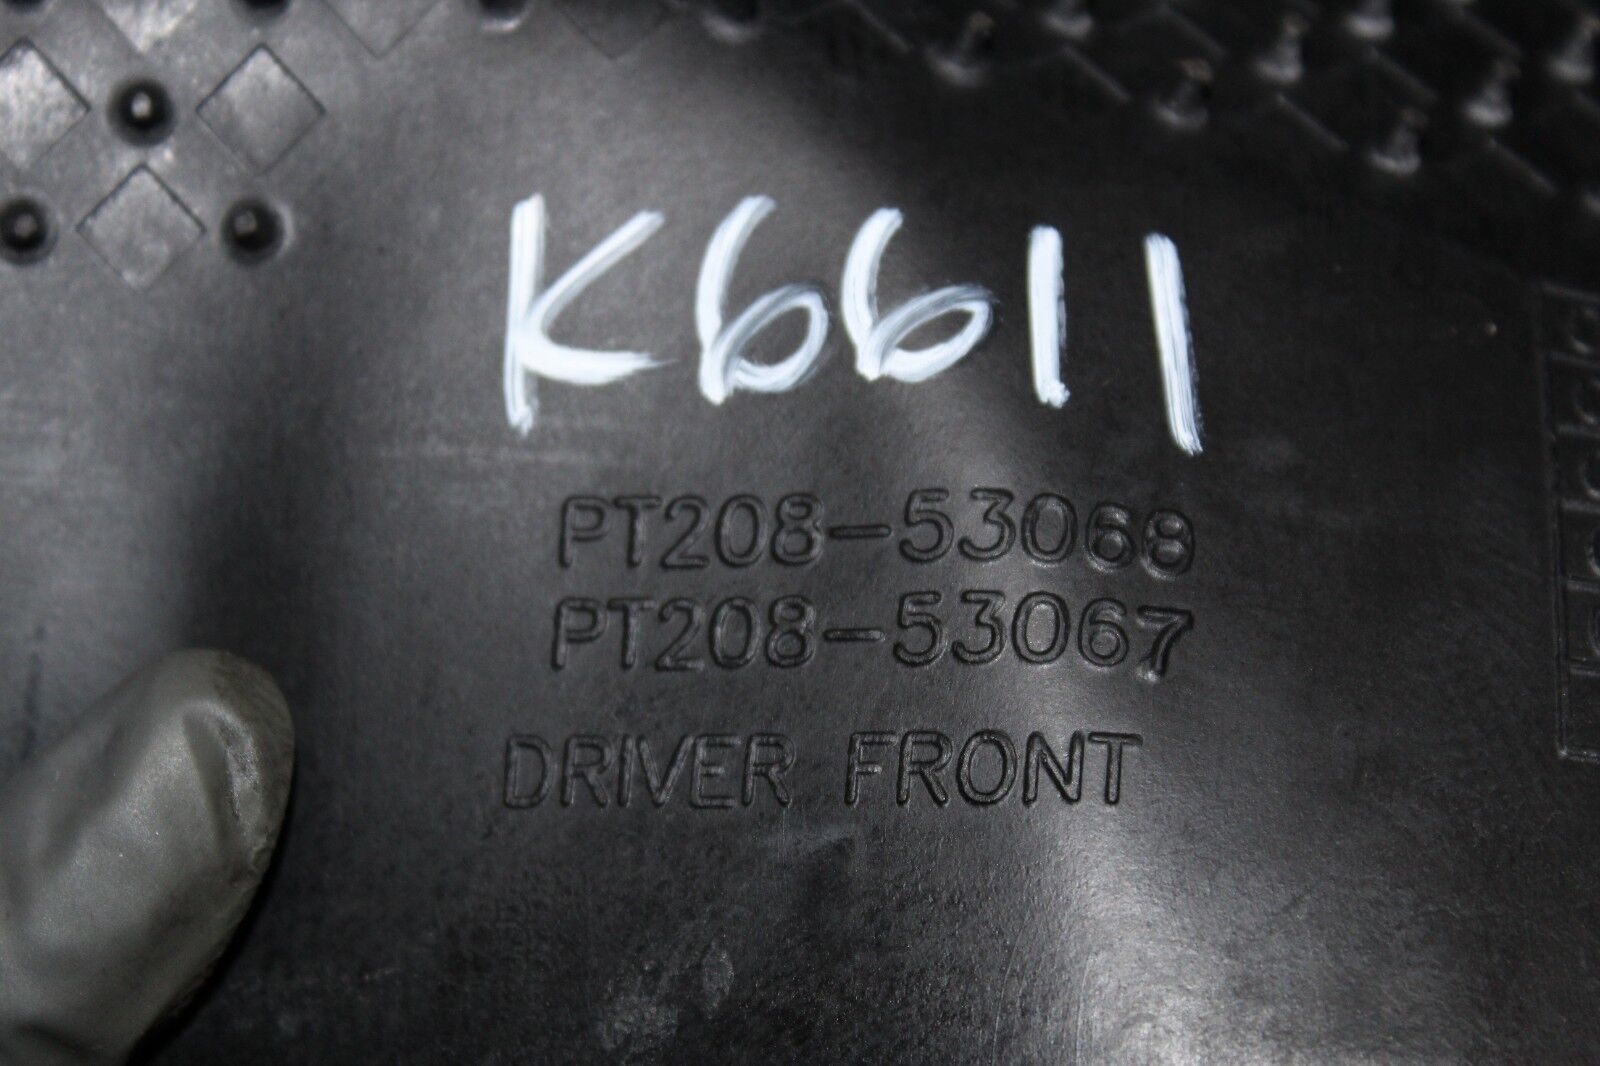 K6611
PT208-53068
PT208-53067
DRIVER FRONT